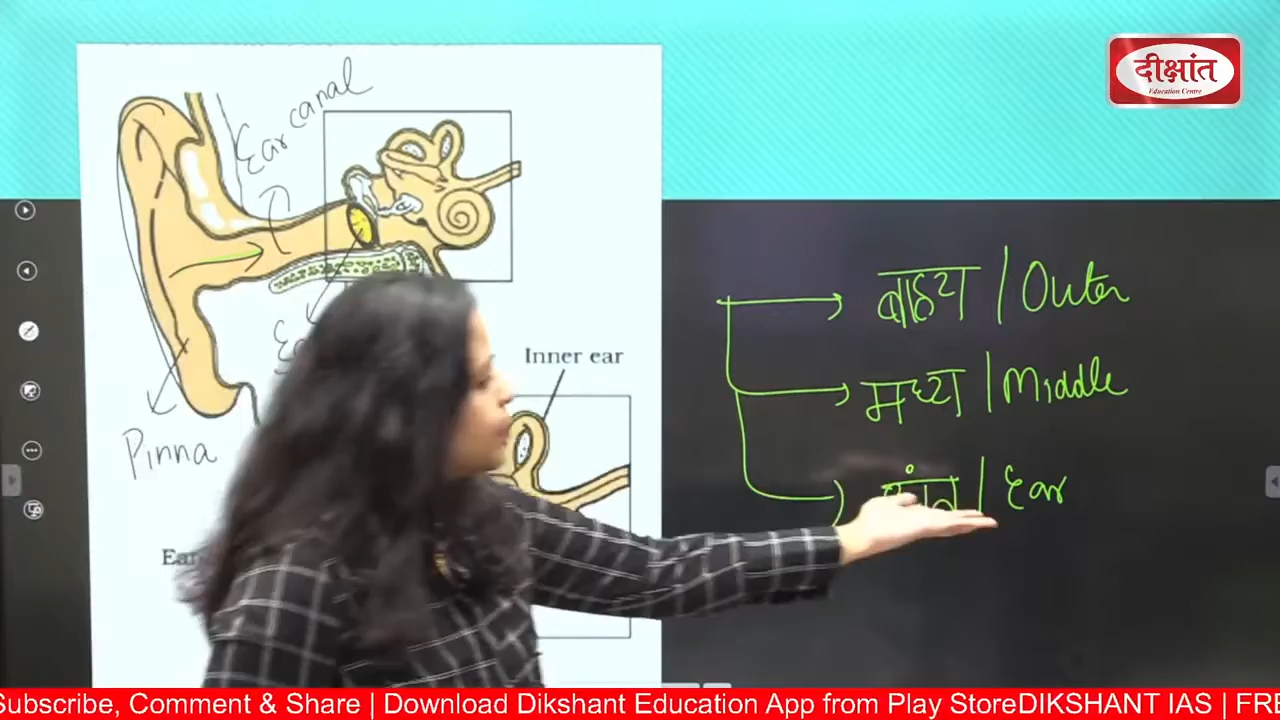 दीक्षांत
Education Centre
Ear canal
Inner ear
Pinna
Ear
बाह्य / Outer
मध्य / Middle
/ Ear
Subscribe, Comment & Share | Download Dikshant Education App from Play StoreDIKSHANT IAS | FRE